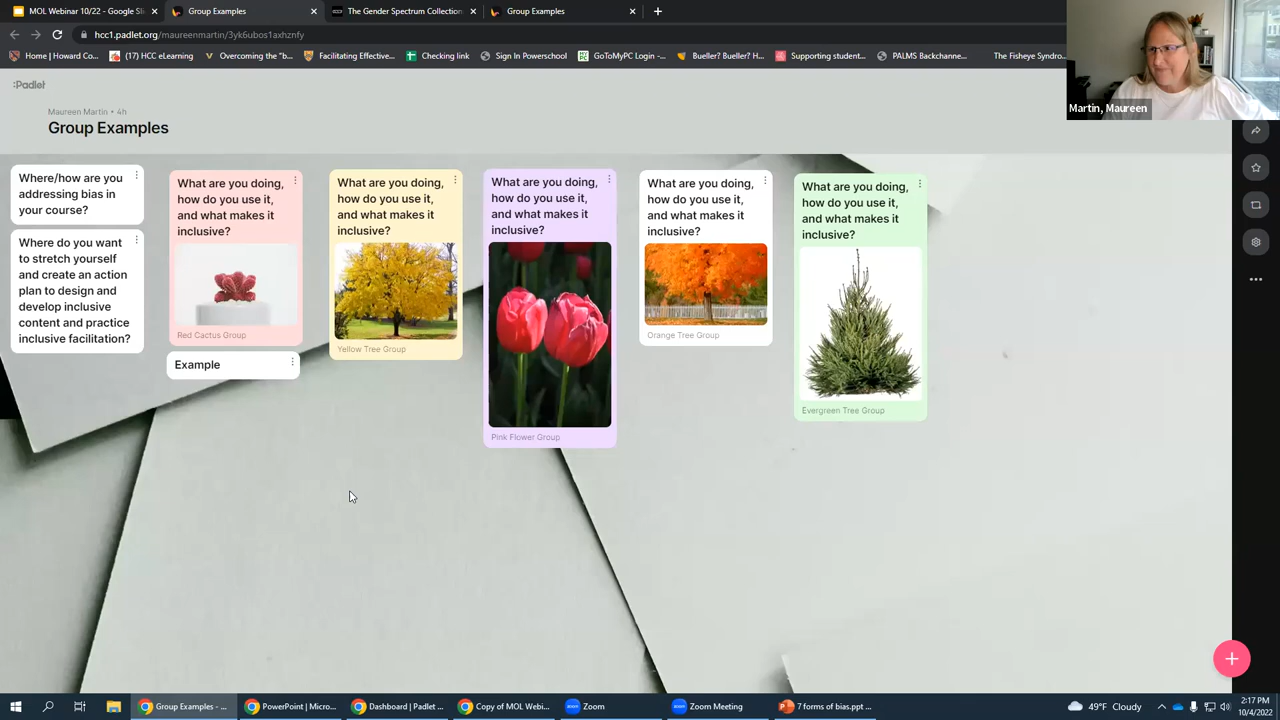 MOL Webinar 10/22 - Google Sli
Group Examples
The Gender Spectrum Collection
Group Examples
hcc1.padlet.org/maureenmartin/3yk6ubos1axhznfy
Home | Howard Co...
(17) HCC eLearning
Overcoming the "b...
Facilitating Effective...
Checking link
Sign In Powerschool
GoToMyPC Login -...
Bueller? Bueller? H...
Supporting student...
PALMS Backchanne...
The Fisheye Syndro...
Martin, Maureen
:Padlet
Maureen Martin • 4h
Group Examples
Where/how are you
addressing bias in
your course?
Where do you want
to stretch yourself
and create an action
plan to design and
develop inclusive
content and practice
inclusive facilitation?
What are you doing,
how do you use it,
and what makes it
inclusive?
Red Cactus Group
Example
What are you doing,
how do you use it,
and what makes it
inclusive?
Yellow Tree Group
What are you doing,
how do you use it,
and what makes it
inclusive?
Pink Flower Group
What are you doing,
how do you use it,
and what makes it
inclusive?
Orange Tree Group
What are you doing,
how do you use it,
and what makes it
inclusive?
Evergreen Tree Group
Group Examples - ...
PowerPoint | Micro...
Dashboard | Padlet ...
Copy of MOL Webi...
Zoom
Zoom Meeting
7 forms of bias.ppt ...
49°F Cloudy
2:17 PM
10/4/2022